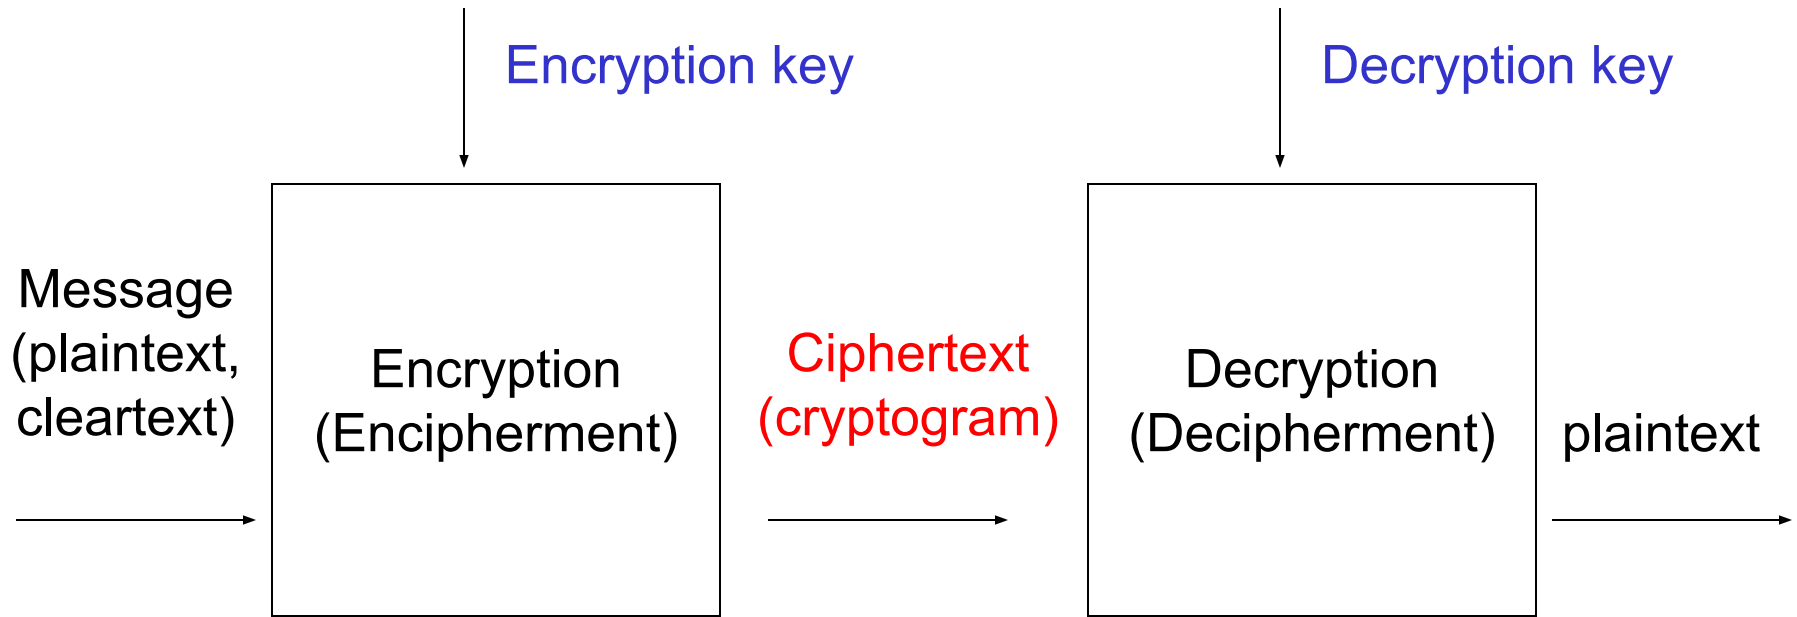 Encryption key
Decryption key
Message
(plaintext,
cleartext)
Encryption
(Encipherment)
Ciphertext
(cryptogram)
Decryption
(Decipherment)
plaintext